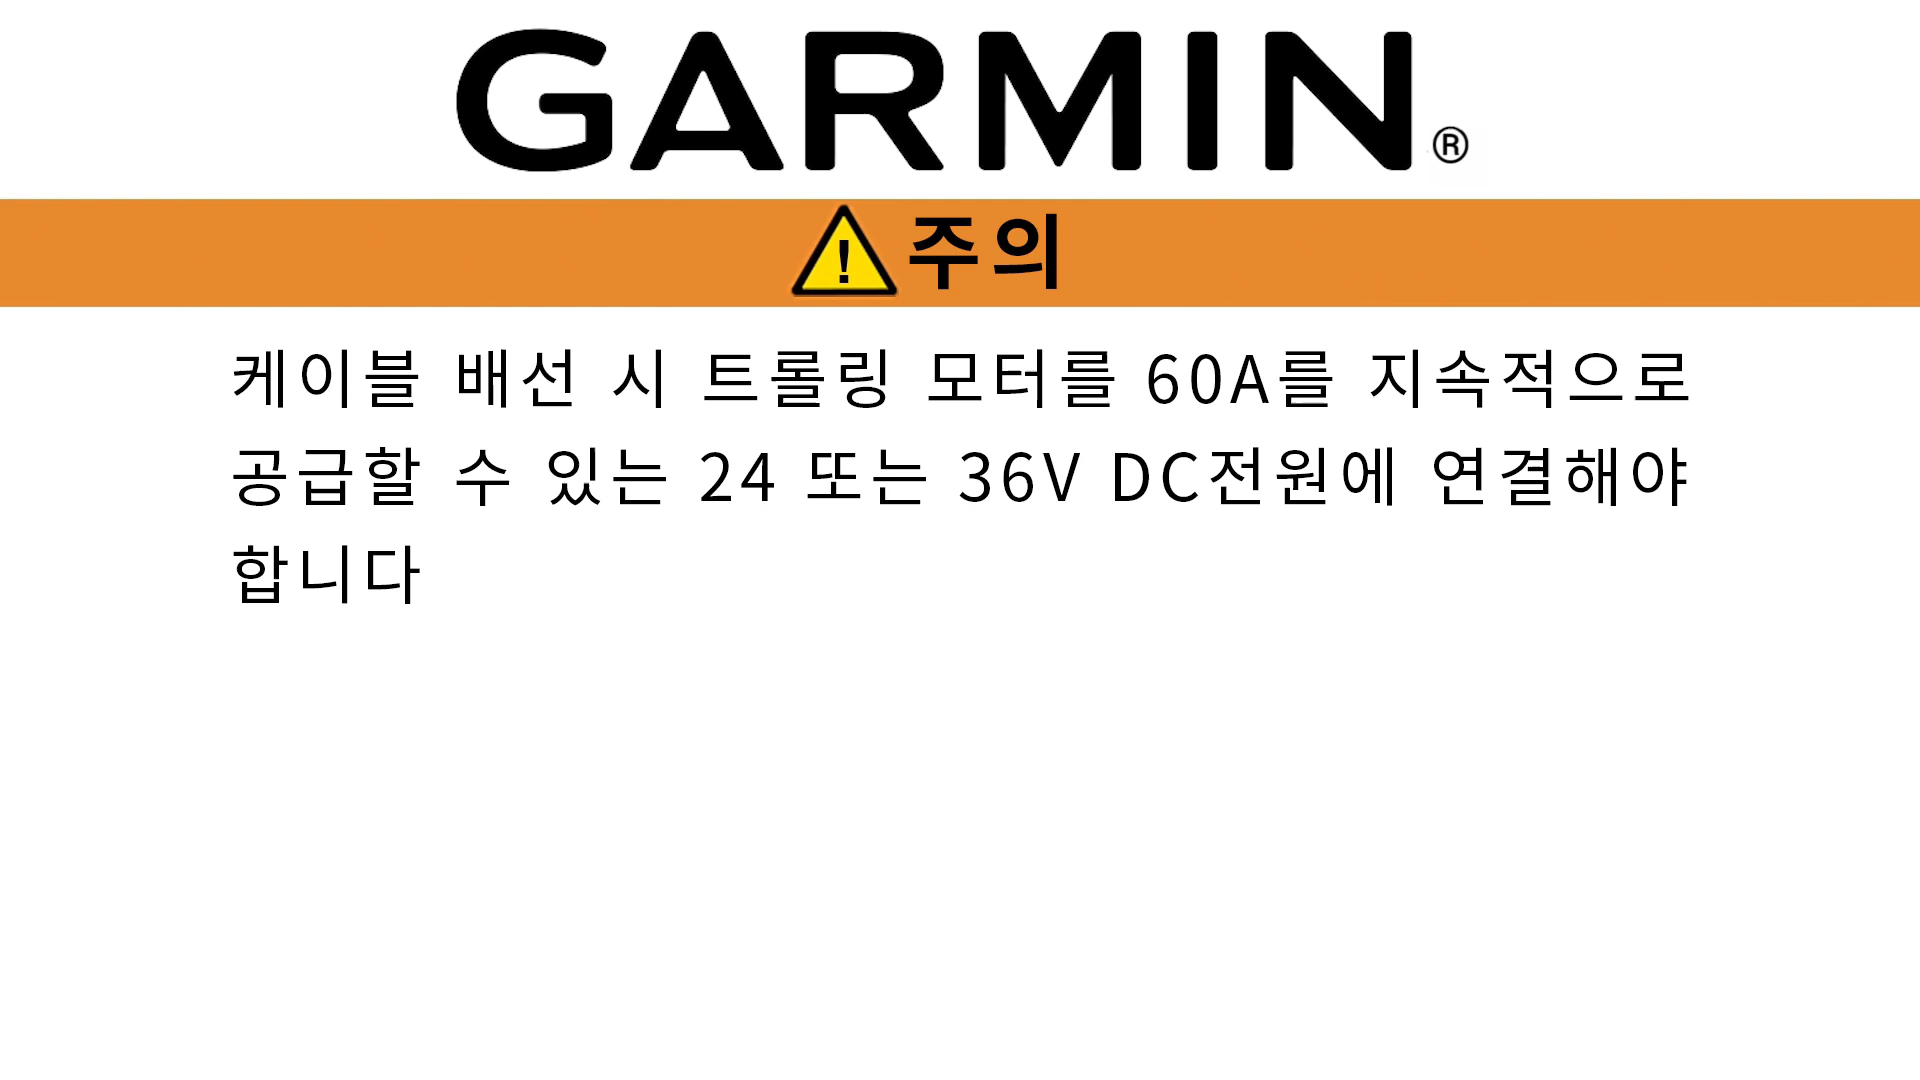 GARMIN®
주의
케이블 배선 시 트롤링 모터를 60A를 지속적으로
공급할 수 있는 24 또는 36V DC전원에 연결해야
합니다